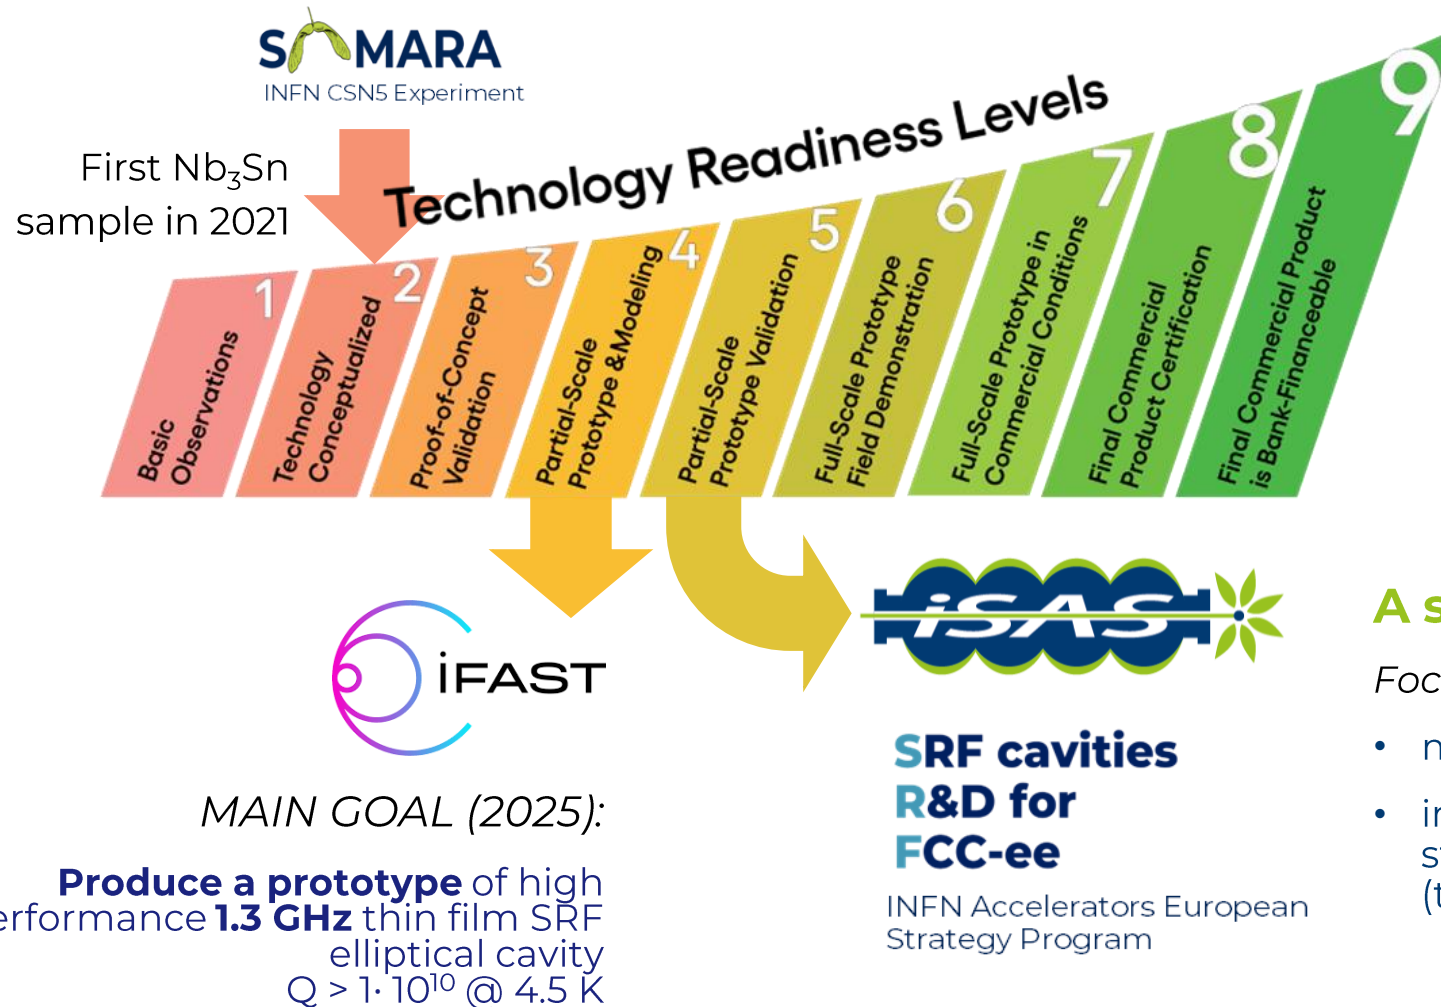 SAMARA
INFN CSN5 Experiment
First Nb₃Sn
sample in 2021
Technology Readiness Levels
1
Basic
Observations
2
Technology
Conceptualized
3
Proof-of-Concept
Validation
4
Partial-Scale
Prototype & Modeling
5
Partial-Scale
Prototype Validation
6
Full-Scale Prototype
Field Demonstration
7
Full-Scale Prototype in
Commercial Conditions
8
Final Commercial
Product Certification
9
Final Commercial Product
is Bank-Financeable
iFAST
MAIN GOAL (2025):
Produce a prototype of high
erformance 1.3 GHz thin film SRF
elliptical cavity
Q > 1· 10¹⁰ @ 4.5 K
iSAS
SRF cavities
R&D for
FCC-ee
INFN Accelerators European
Strategy Program
A s
Foc